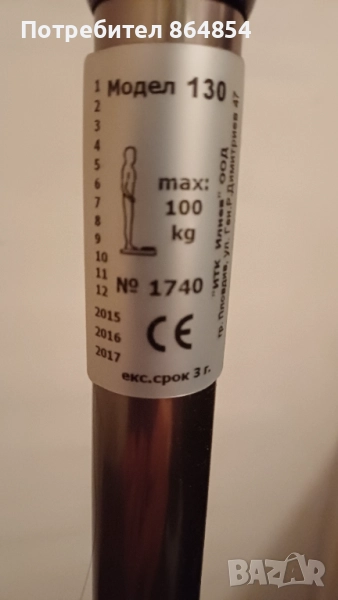 Потребител 864854
1 Модел 130
2
3
4
5
6
7
8
9
10
11
12
max:
100
kg
№ 1740
2015
2016
2017
CE
екс.срок 3 г.
"ИТК Илиев" ООД
гр. Пловдив, ул. Ген.Р.Димитриев 47
BAZAR